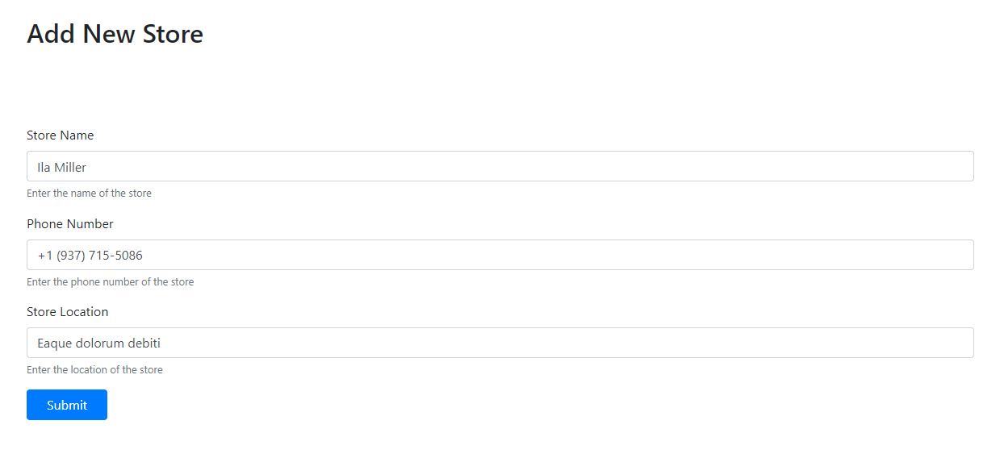 Add New Store
Store Name
Ila Miller
Enter the name of the store
Phone Number
+1 (937) 715-5086
Enter the phone number of the store
Store Location
Eaque dolorum debiti
Enter the location of the store
Submit